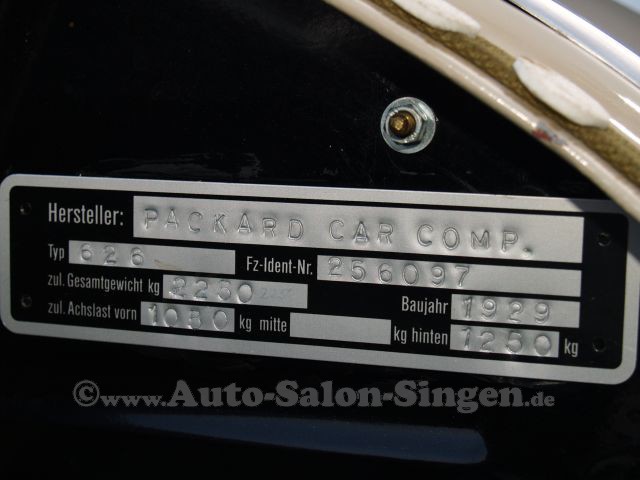 Hersteller: PACKARD CAR COMP.
Typ 626 Fz-Ident-Nr. 256097
zul. Gesamtgewicht kg 2250 Baujahr 1929
zul. Achslast vorn 1050 kg mitte kg hinten 1250 kg
©www.Auto-Salon-Singen.de